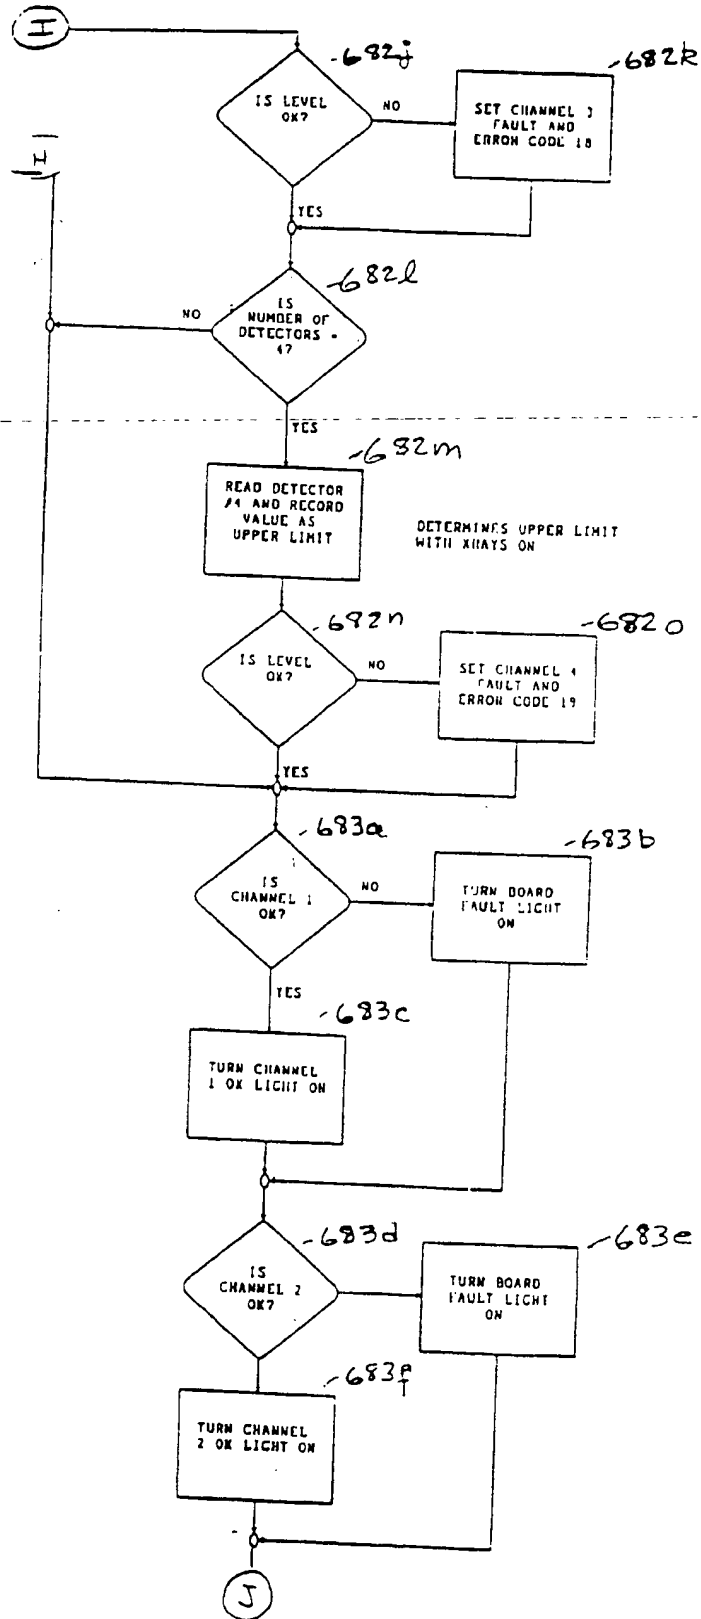 I
-682j
-682k
IS LEVEL
OK?
NO
SET CHANNEL 3
FAULT AND
ERROR CODE 18
I
YES
-682l
IS
NUMBER OF
DETECTORS =
4?
NO
YES
-682m
READ DETECTOR
#4 AND RECORD
VALUE AS
UPPER LIMIT
DETERMINES UPPER LIMIT
WITH XRAYS ON
-682n
-682o
IS LEVEL
OK?
NO
SET CHANNEL 4
FAULT AND
ERROR CODE 19
YES
-683a
-683b
IS
CHANNEL 1
OK?
NO
TURN BOARD
FAULT LIGHT
ON
YES
-683c
TURN CHANNEL
1 OK LIGHT ON
-683d
-683e
IS
CHANNEL 2
OK?
TURN BOARD
FAULT LIGHT
ON
-683f
TURN CHANNEL
2 OK LIGHT ON
J